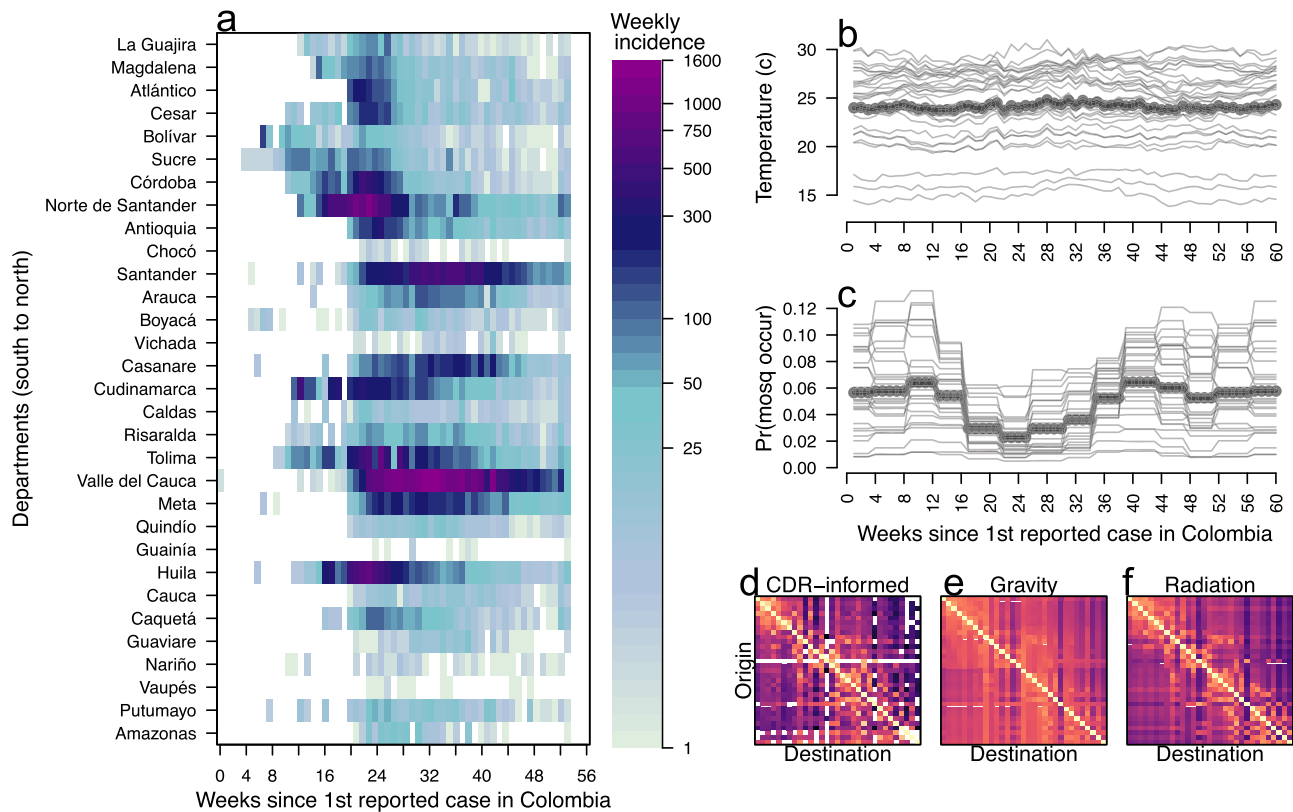 a
Departments (south to north)
La Guajira
Magdalena
Atlántico
Cesar
Bolívar
Sucre
Córdoba
Norte de Santander
Antioquia
Chocó
Santander
Arauca
Boyacá
Vichada
Casanare
Cudinamarca
Caldas
Risaralda
Tolima
Valle del Cauca
Meta
Quindío
Guainía
Huila
Cauca
Caquetá
Guaviare
Nariño
Vaupés
Putumayo
Amazonas
0 4 8 16 24 32 40 48 56
Weeks since 1st reported case in Colombia
Weekly
incidence
1600
1000
750
500
300
100
50
25
1
b
Temperature (c)
30
25
20
15
0 4 8 12 16 20 24 28 32 36 40 44 48 52 56 60
c
Pr(mosq occur)
0.12
0.10
0.08
0.06
0.04
0.02
0.00
0 4 8 12 16 20 24 28 32 36 40 44 48 52 56 60
Weeks since 1st reported case in Colombia
d CDR−informed
Origin
Destination
e Gravity
Destination
f Radiation
Destination